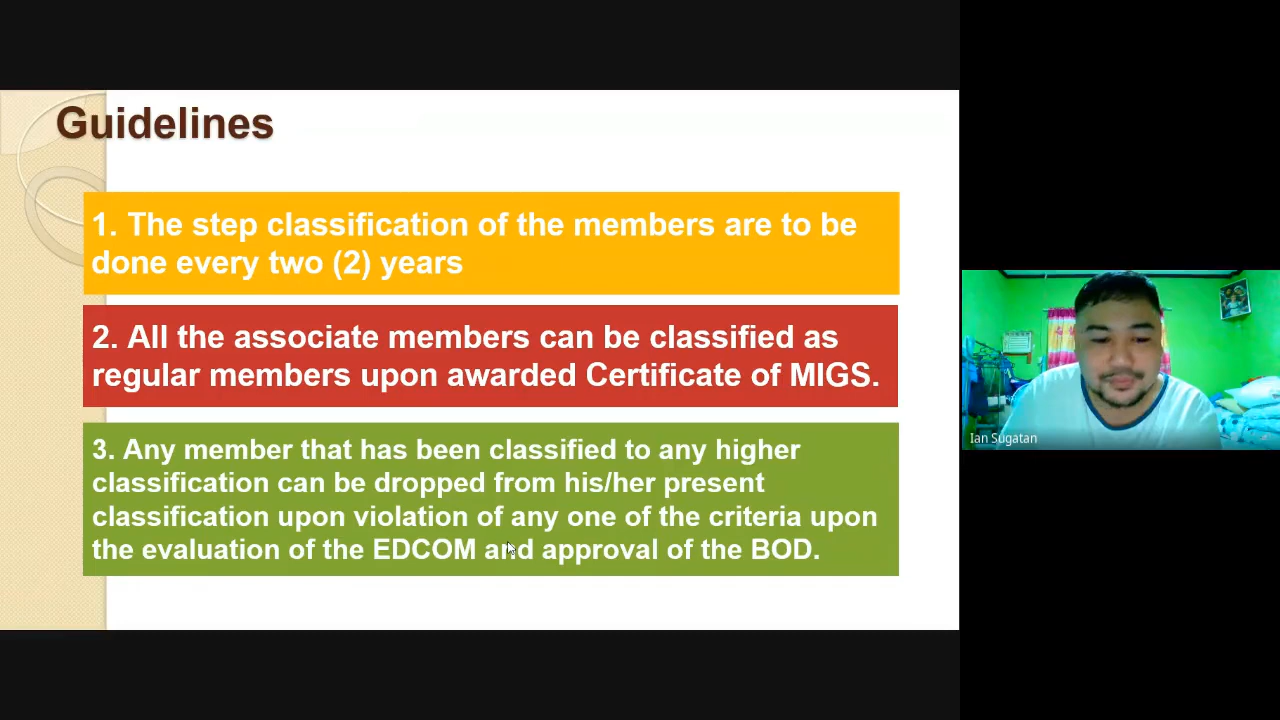 Guidelines
1. The step classification of the members are to be
done every two (2) years
2. All the associate members can be classified as
regular members upon awarded Certificate of MIGS.
3. Any member that has been classified to any higher
classification can be dropped from his/her present
classification upon violation of any one of the criteria upon
the evaluation of the EDCOM and approval of the BOD.
Ian Sugatan